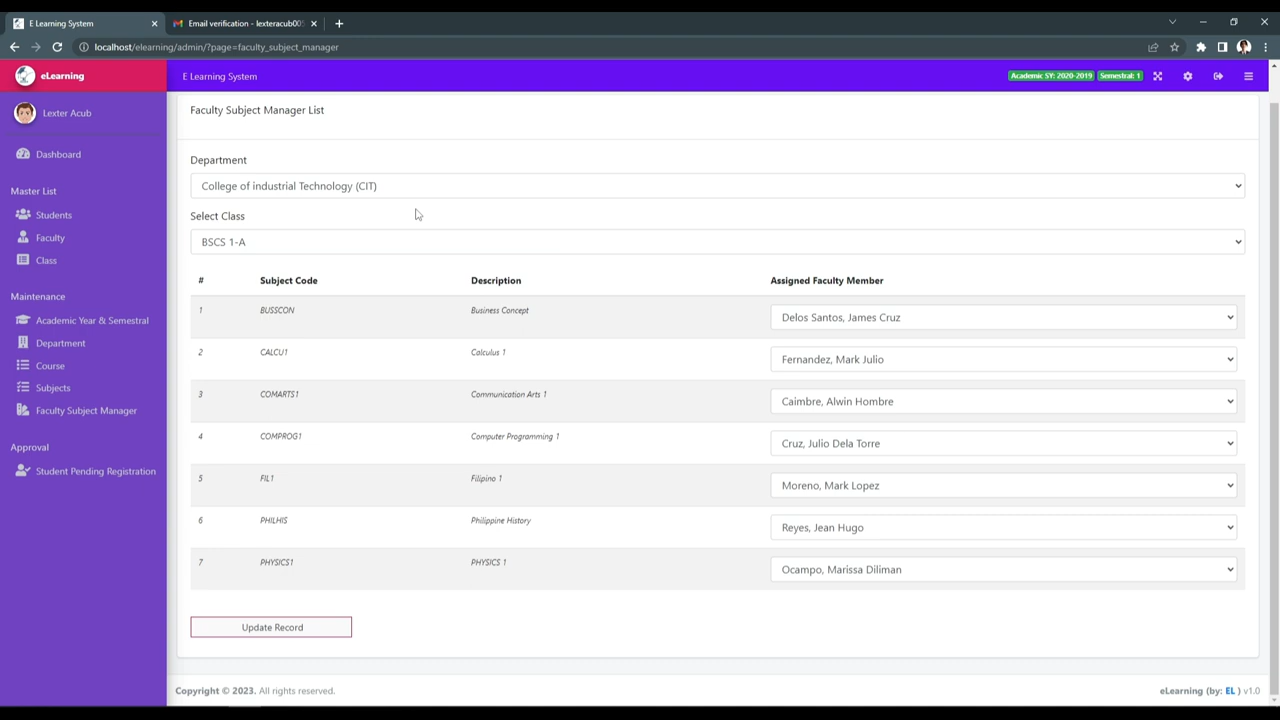 E Learning System
Email verification - lexteracub00
localhost/elearning/admin/?page=faculty_subject_manager
eLearning
E Learning System
Academic SY: 2020-2019
Semestral: 1
Lexter Acub
Dashboard
Master List
Students
Faculty
Class
Maintenance
Academic Year & Semestral
Department
Course
Subjects
Faculty Subject Manager
Approval
Student Pending Registration
Faculty Subject Manager List
Department
College of industrial Technology (CIT)
Select Class
BSCS 1-A
# Subject Code Description Assigned Faculty Member
1 BUSSCON Business Concept Delos Santos, James Cruz
2 CALCU1 Calculus 1 Fernandez, Mark Julio
3 COMARTS1 Communication Arts 1 Caimbre, Alwin Hombre
4 COMPROG1 Computer Programming 1 Cruz, Julio Dela Torre
5 FIL1 Filipino 1 Moreno, Mark Lopez
6 PHILHIS Philippine History Reyes, Jean Hugo
7 PHYSICS1 PHYSICS 1 Ocampo, Marissa Diliman
Update Record
Copyright © 2023. All rights reserved.
eLearning (by: EL ) v1.0